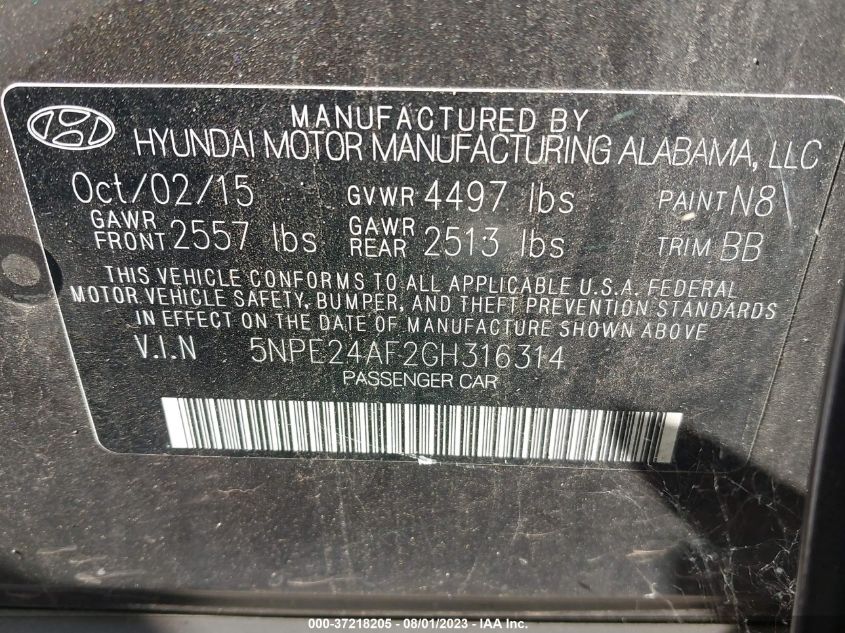 MANUFACTURED BY
HYUNDAI MOTOR MANUFACTURING ALABAMA, LLC
Oct/02/15 GVWR 4497 lbs PAINT N8
GAWR FRONT 2557 lbs GAWR REAR 2513 lbs TRIM BB
THIS VEHICLE CONFORMS TO ALL APPLICABLE U.S.A. FEDERAL
MOTOR VEHICLE SAFETY, BUMPER, AND THEFT PREVENTION STANDARDS
IN EFFECT ON THE DATE OF MANUFACTURE SHOWN ABOVE
V.I.N 5NPE24AF2GH316314
PASSENGER CAR
000-37218205 - 08/01/2023 - IAA Inc.